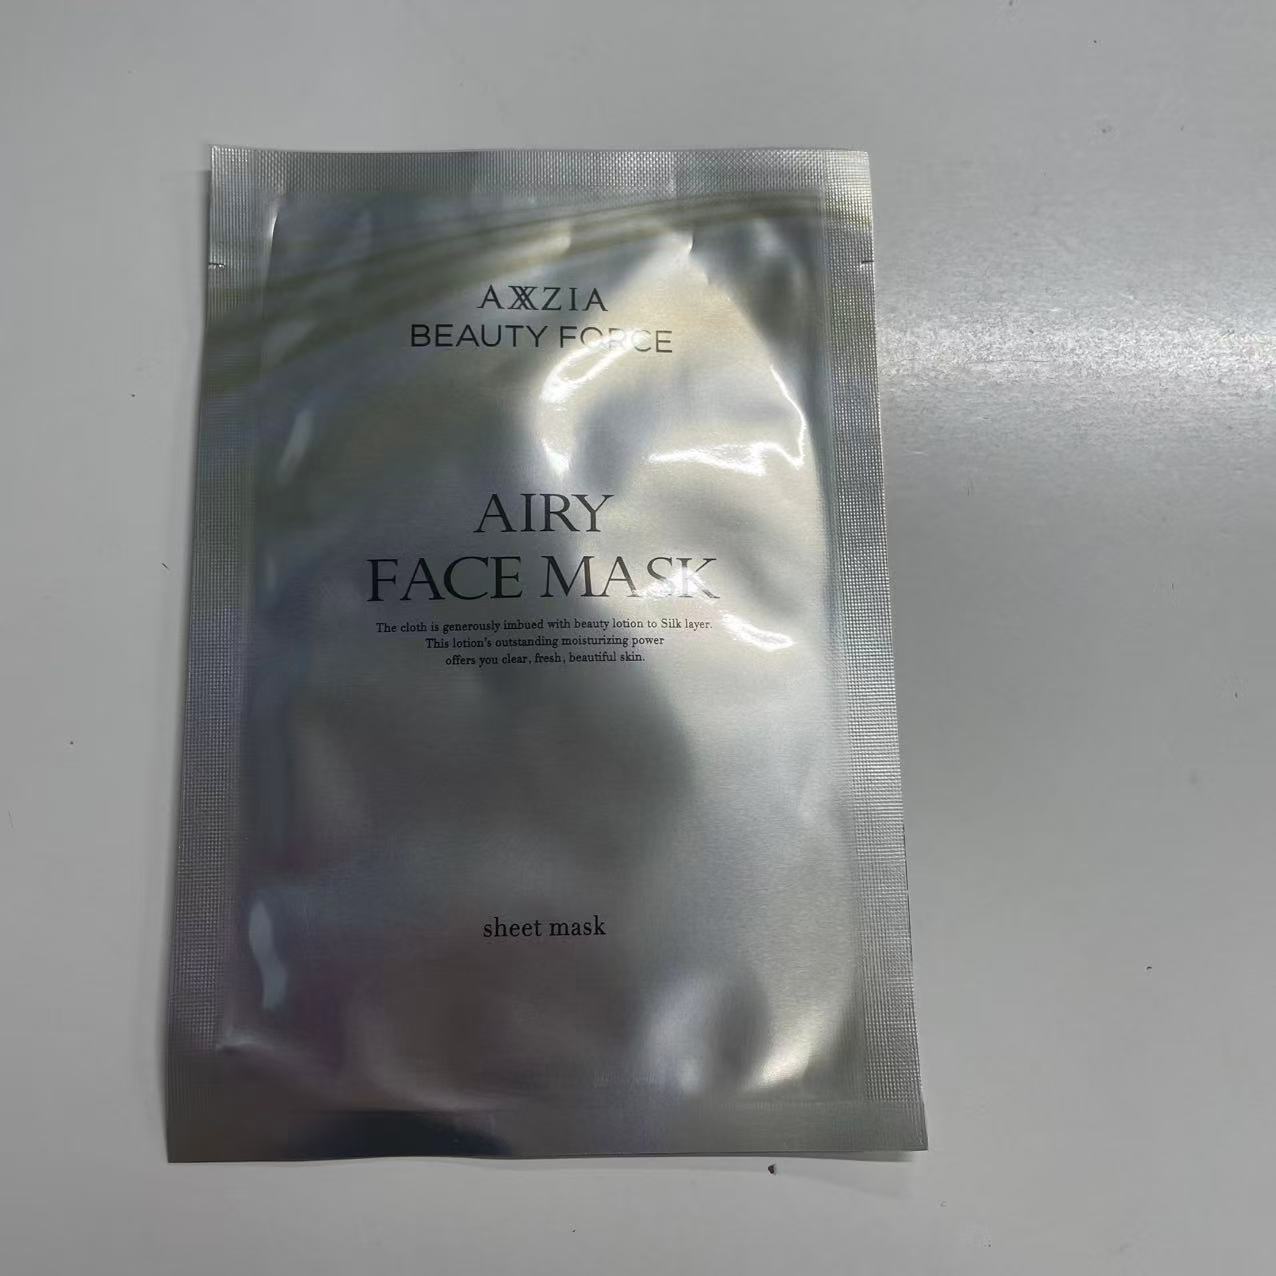 AXXZIA
BEAUTY FORCE
AIRY
FACE MASK
The cloth is generously imbued with beauty lotion to Silk layer.
This lotion's outstanding moisturizing power
offers you clear, fresh, beautiful skin.
sheet mask